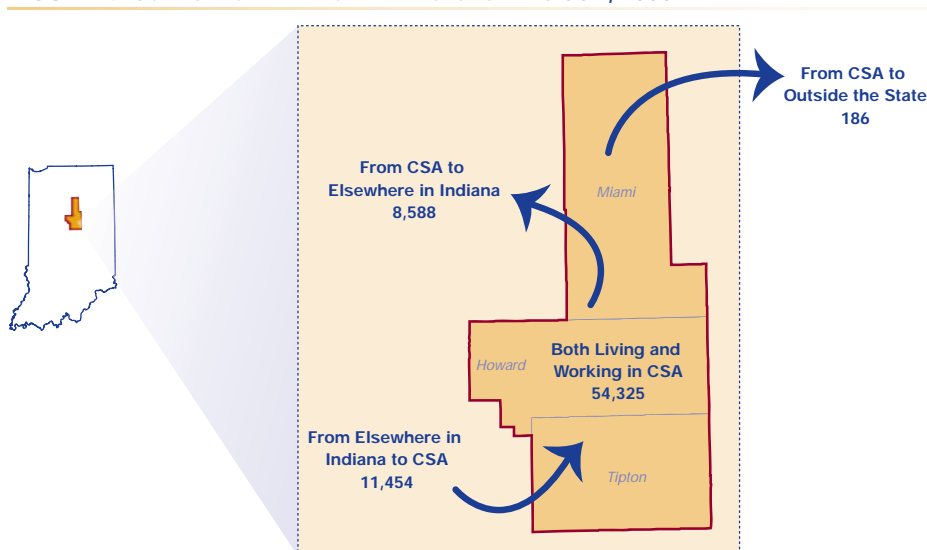 From CSA to
Outside the State
186
From CSA to
Elsewhere in Indiana
8,588
Miami
Both Living and
Working in CSA
54,325
Howard
From Elsewhere in
Indiana to CSA
11,454
Tipton